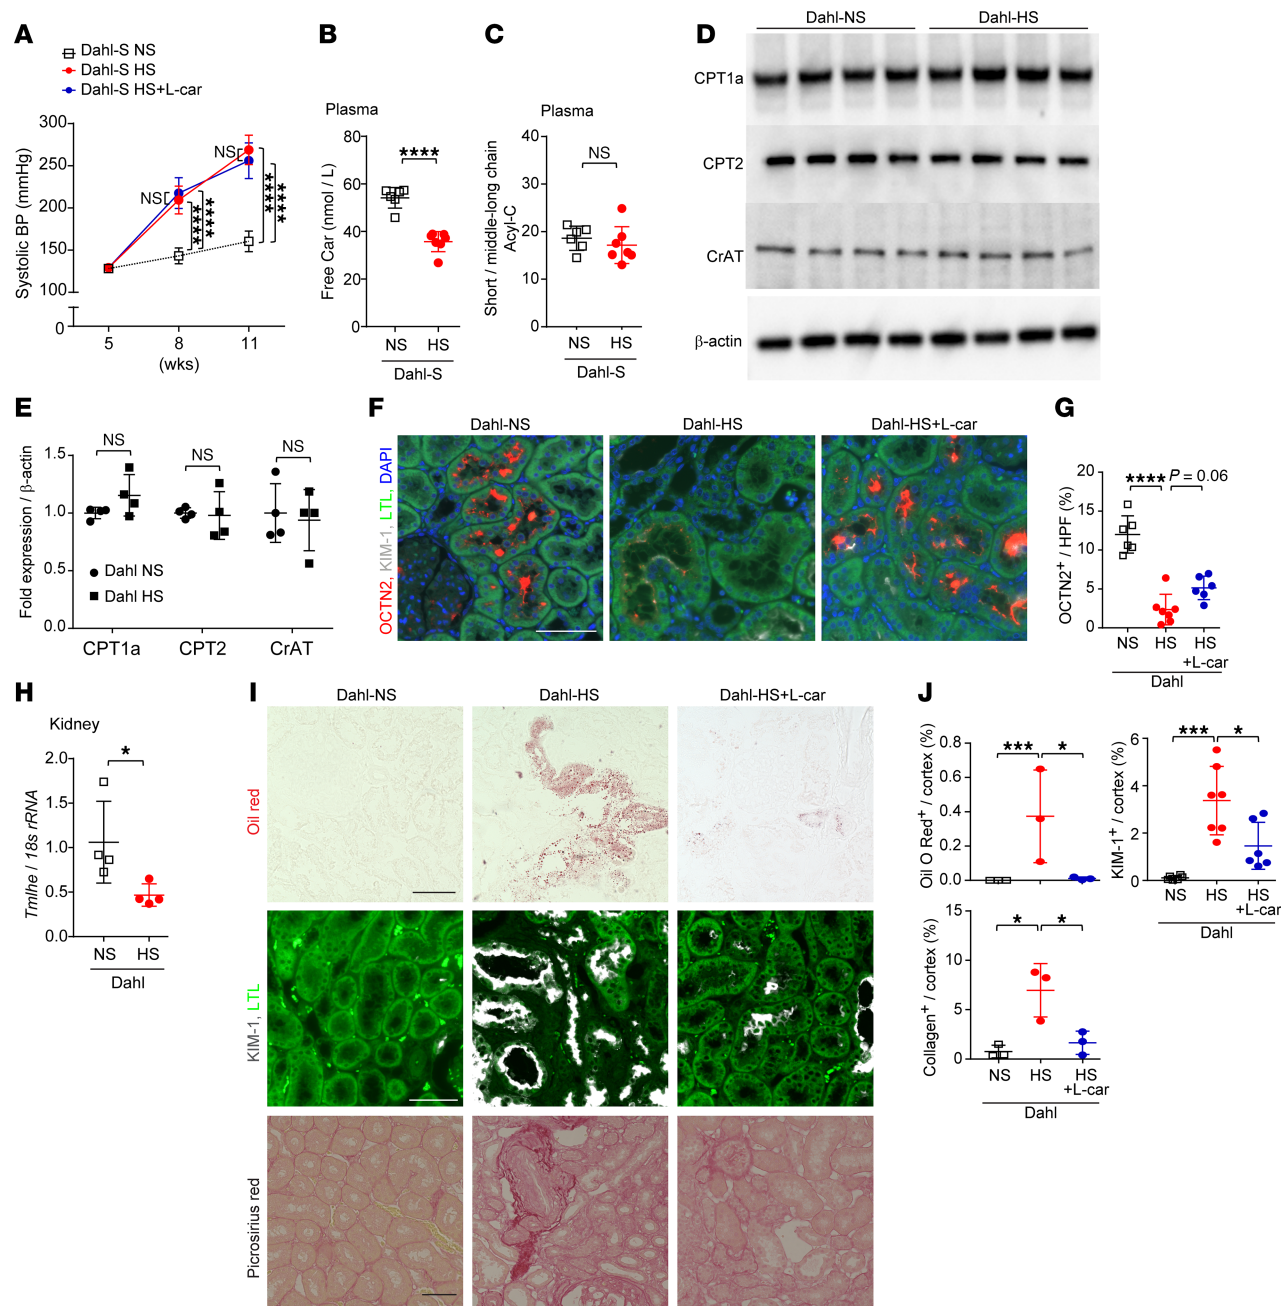 A
Dahl-S NS
Dahl-S HS
Dahl-S HS+L-car
Systolic BP (mmHg)
300
250
200
150
100
0
NS
NS
****
****
****
****
5
8
11
(wks)
B
Plasma
Free Car (nmol / L)
80
60
40
20
0
****
NS
HS
Dahl-S
C
Plasma
Short / middle-long chain
Acyl-C
40
30
20
10
0
NS
NS
HS
Dahl-S
D
Dahl-NS
Dahl-HS
CPT1a
CPT2
CrAT
β-actin
E
Fold expression / β-actin
1.5
1.0
0.5
0.0
NS
NS
NS
Dahl NS
Dahl HS
CPT1a
CPT2
CrAT
F
Dahl-NS
Dahl-HS
Dahl-HS+L-car
OCTN2, KIM-1, LTL, DAPI
G
OCTN2+ / HPF (%)
20
15
10
5
0
****
P = 0.06
NS
HS
HS
+L-car
Dahl
H
Kidney
Tmlhe / 18s rRNA
2.0
1.5
1.0
0.5
0.0
*
NS
HS
Dahl
I
Dahl-NS
Dahl-HS
Dahl-HS+L-car
Oil red
KIM-1, LTL
Picrosirius red
J
Oil O Red+ / cortex (%)
0.8
0.6
0.4
0.2
0.0
***
*
KIM-1+ / cortex (%)
6
4
2
0
***
*
NS
HS
HS
+L-car
Dahl
Collagen+ / cortex (%)
15
10
5
0
*
*
NS
HS
HS
+L-car
Dahl